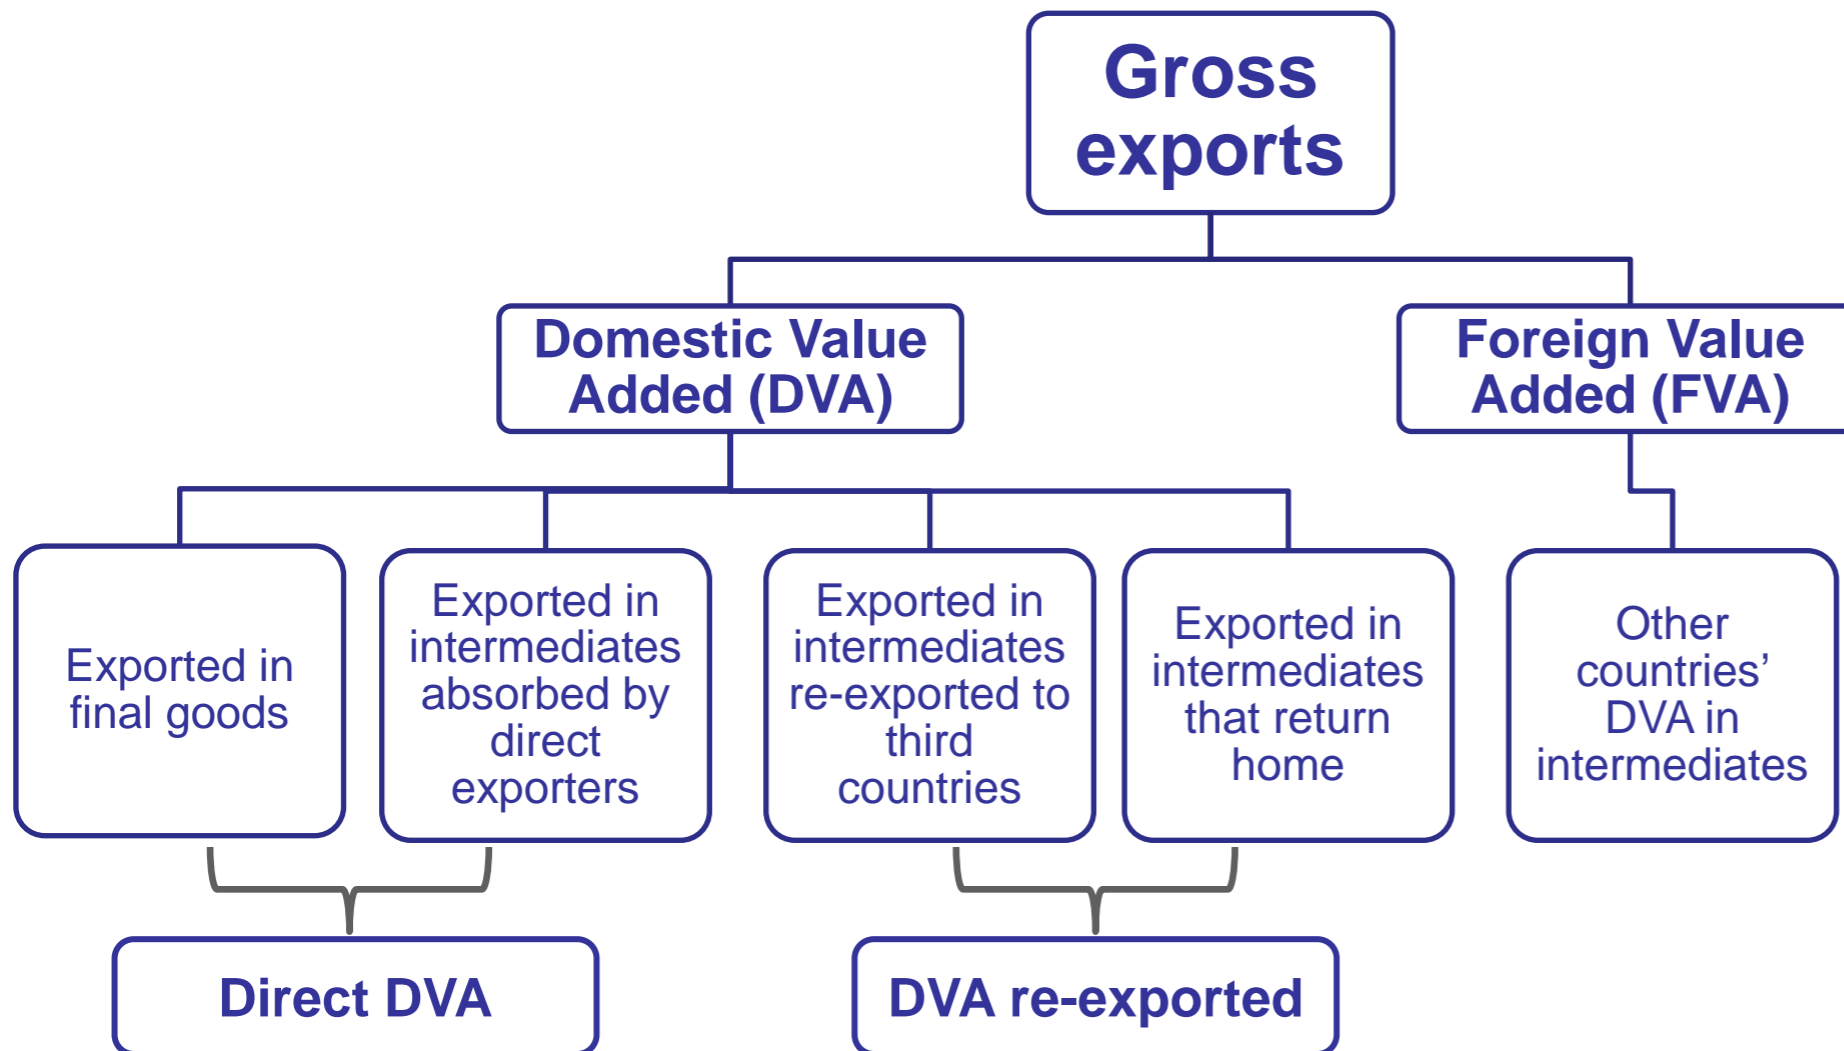 Gross
exports
Domestic Value
Added (DVA)
Foreign Value
Added (FVA)
Exported in
final goods
Exported in
intermediates
absorbed by
direct
exporters
Exported in
intermediates
re-exported to
third
countries
Exported in
intermediates
that return
home
Other
countries’
DVA in
intermediates
Direct DVA
DVA re-exported